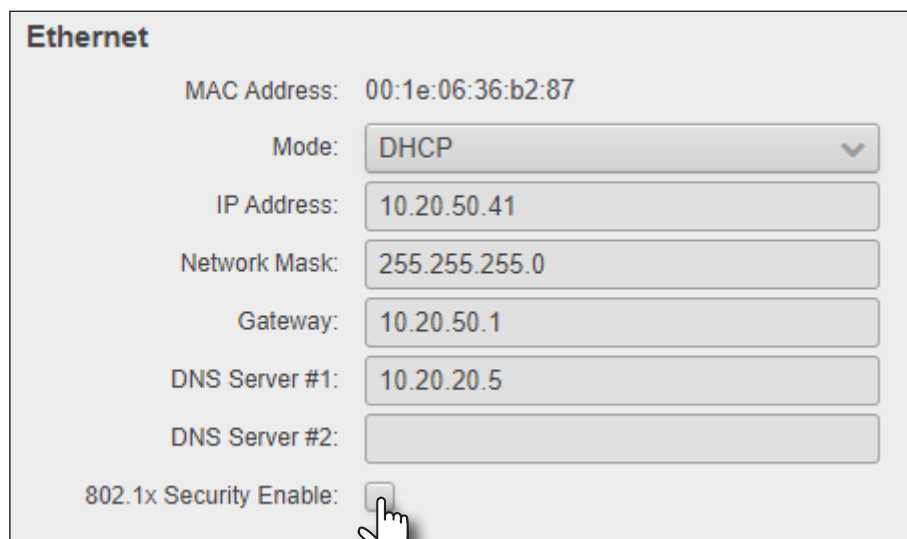 Ethernet
MAC Address: 00:1e:06:36:b2:87
Mode: DHCP
IP Address: 10.20.50.41
Network Mask: 255.255.255.0
Gateway: 10.20.50.1
DNS Server #1: 10.20.20.5
DNS Server #2:
802.1x Security Enable: